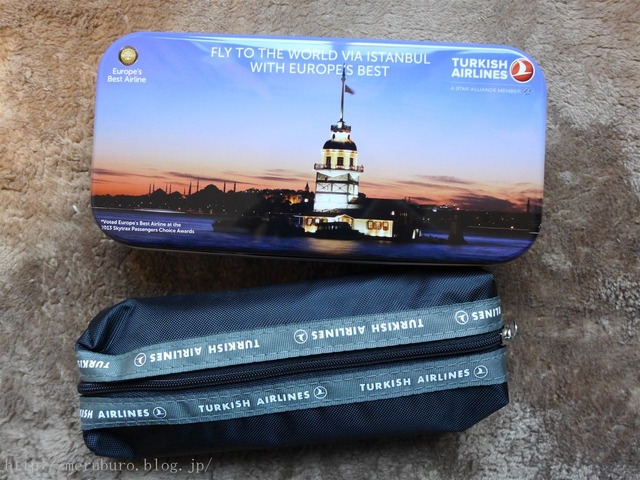 FLY TO THE WORLD VIA ISTANBUL
WITH EUROPE'S BEST
Europe's
Best Airline
TURKISH
AIRLINES
A STAR ALLIANCE MEMBER
*Voted Europe's Best Airline at the
2013 Skytrax Passengers Choice Awards
TURKISH AIRLINES TURKISH AIRLINES TURKISH AIRLINES
AIRLINES TURKISH AIRLINES TURKISH AIRLINES
http://meruburo.blog.jp/